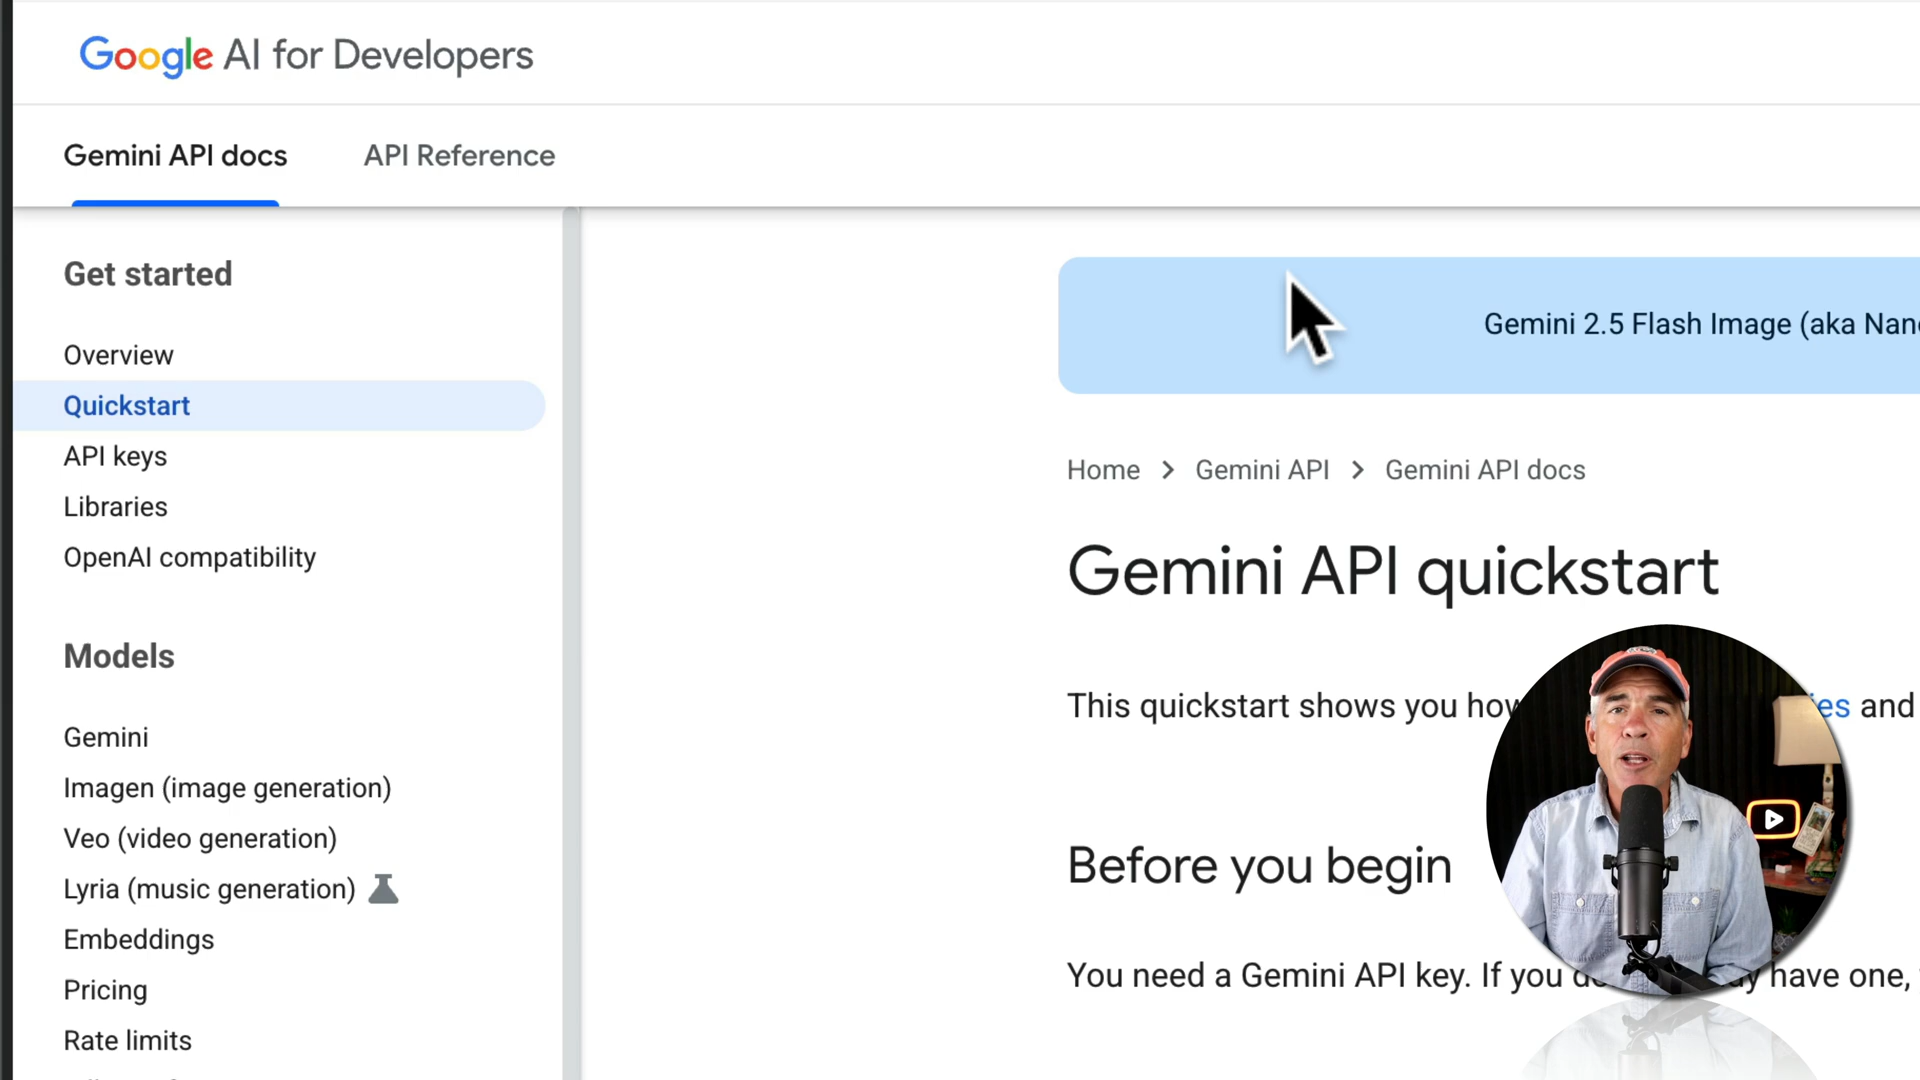 Google AI for Developers
Gemini API docs
API Reference
Get started
Overview
Quickstart
API keys
Libraries
OpenAI compatibility
Models
Gemini
Imagen (image generation)
Veo (video generation)
Lyria (music generation)
Embeddings
Pricing
Rate limits
Gemini 2.5 Flash Image (aka
Home > Gemini API > Gemini API docs
Gemini API quickstart
This quickstart shows you and
Before you begin
You need a Gemini API key. If you have one,